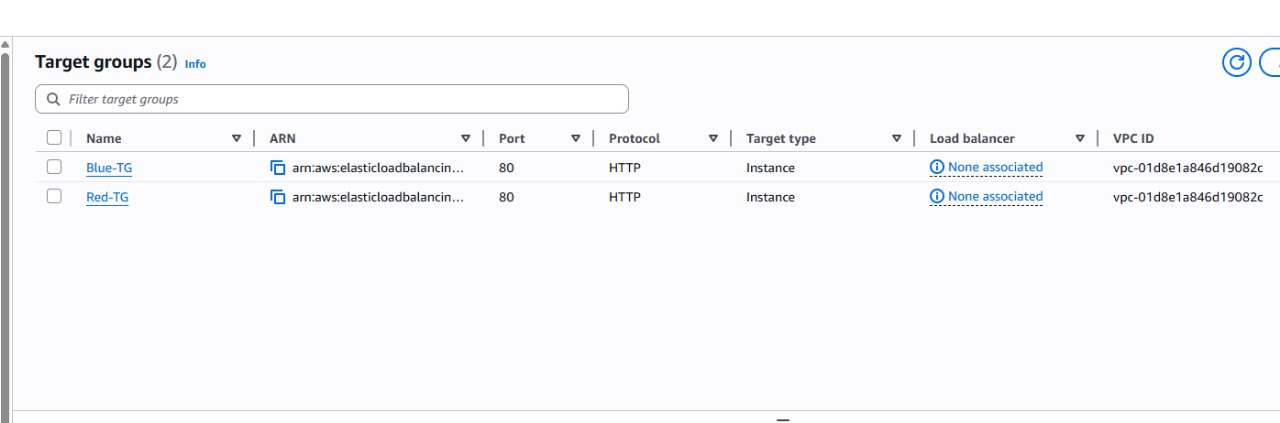 Target groups (2) Info
Filter target groups
Name ARN Port Protocol Target type Load balancer VPC ID
Blue-TG arn:aws:elasticloadbalancin... 80 HTTP Instance None associated vpc-01d8e1a846d19082c
Red-TG arn:aws:elasticloadbalancin... 80 HTTP Instance None associated vpc-01d8e1a846d19082c